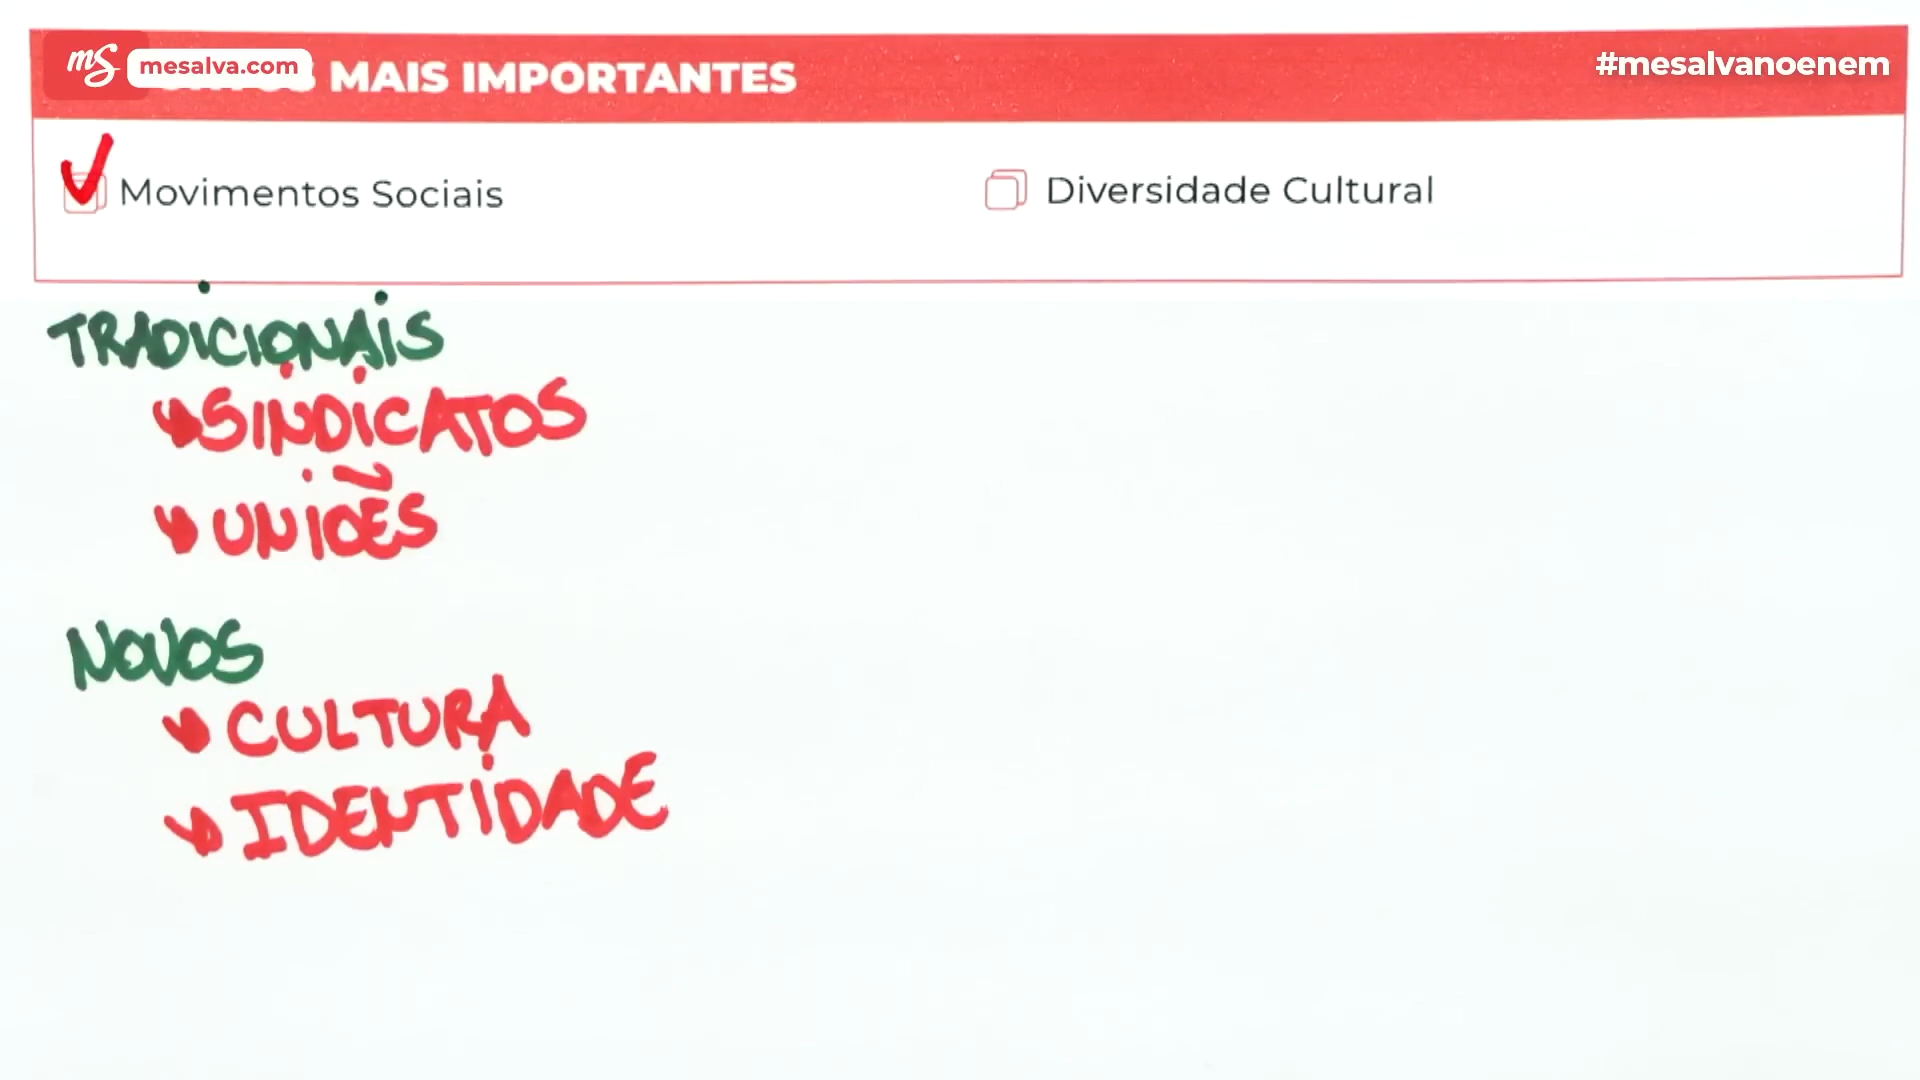 mesalva.com
MAIS IMPORTANTES
#mesalvanoenem
Movimentos Sociais
Diversidade Cultural
TRADICIONAIS
SINDICATOS
UNIÕES
NOVOS
CULTURA
IDENTIDADE